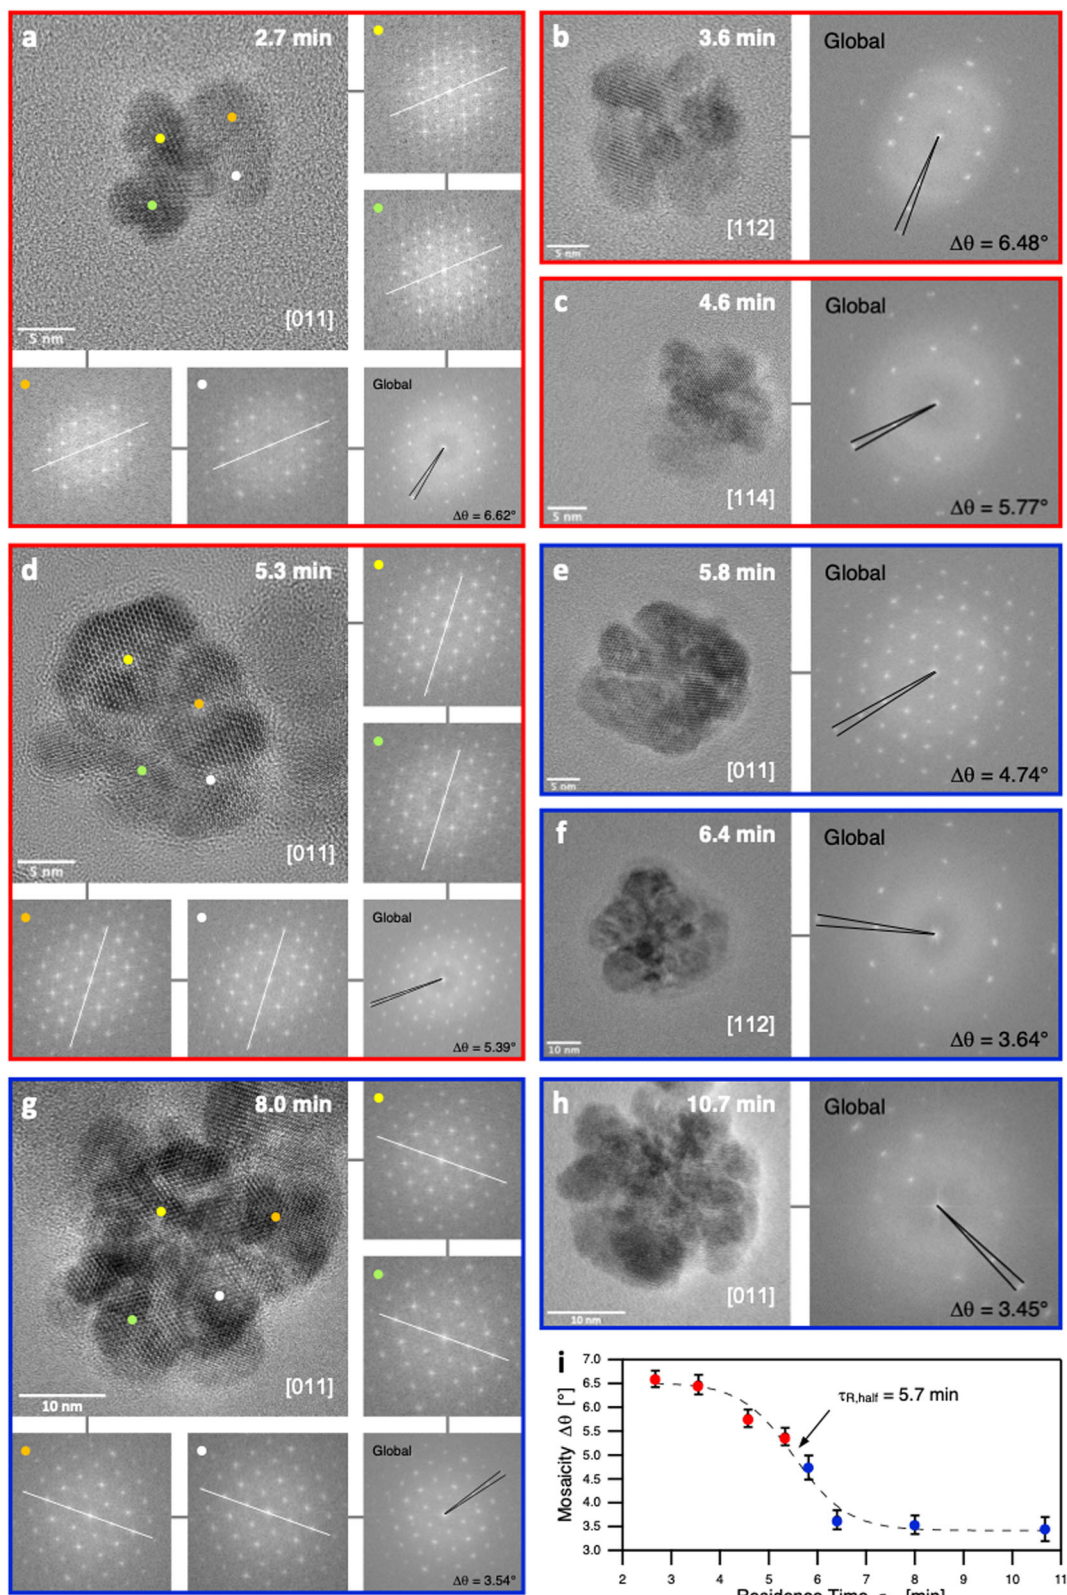 a
2.7 min
[011]
5 nm
Global
Δθ = 6.62°
b
3.6 min
[112]
5 nm
Global
Δθ = 6.48°
c
4.6 min
[114]
5 nm
Global
Δθ = 5.77°
d
5.3 min
[011]
5 nm
Global
Δθ = 5.39°
e
5.8 min
[011]
5 nm
Global
Δθ = 4.74°
f
6.4 min
[112]
10 nm
Global
Δθ = 3.64°
g
8.0 min
[011]
10 nm
Global
Δθ = 3.54°
h
10.7 min
[011]
10 nm
Global
Δθ = 3.45°
i
Mosaicity Δθ [°]
7.0
6.5
6.0
5.5
5.0
4.5
4.0
3.5
3.0
τR,half = 5.7 min
2 3 4 5 6 7 8 9 10 11
Residence Time [min]